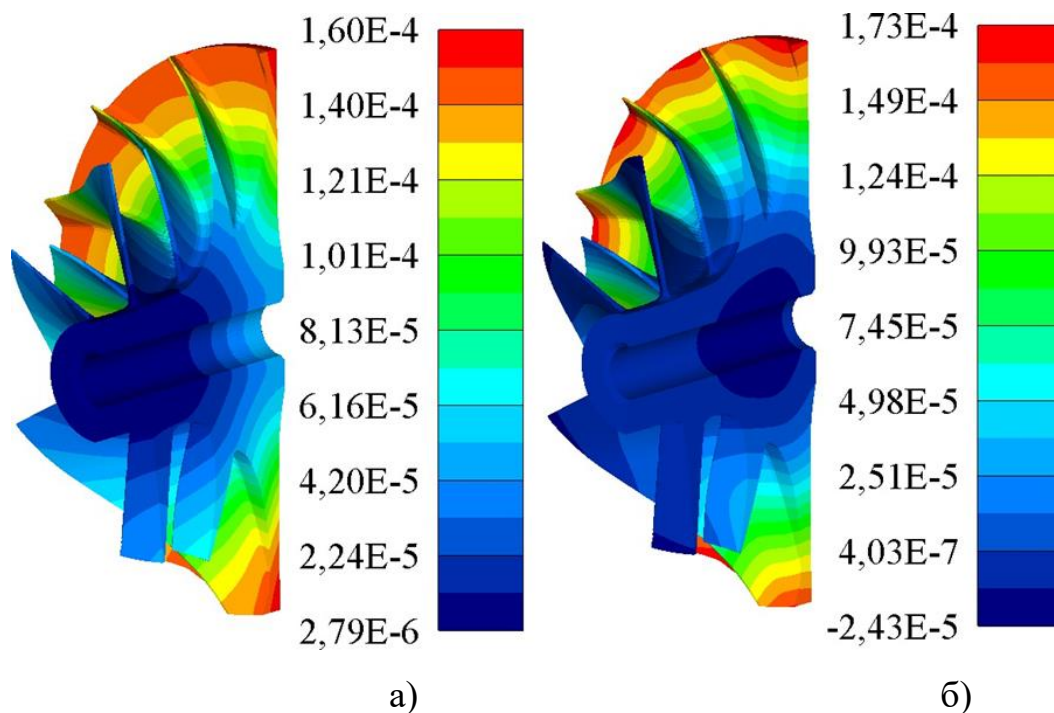 1,60E-4
1,40E-4
1,21E-4
1,01E-4
8,13E-5
6,16E-5
4,20E-5
2,24E-5
2,79E-6
а)
1,73E-4
1,49E-4
1,24E-4
9,93E-5
7,45E-5
4,98E-5
2,51E-5
4,03E-7
-2,43E-5
б)